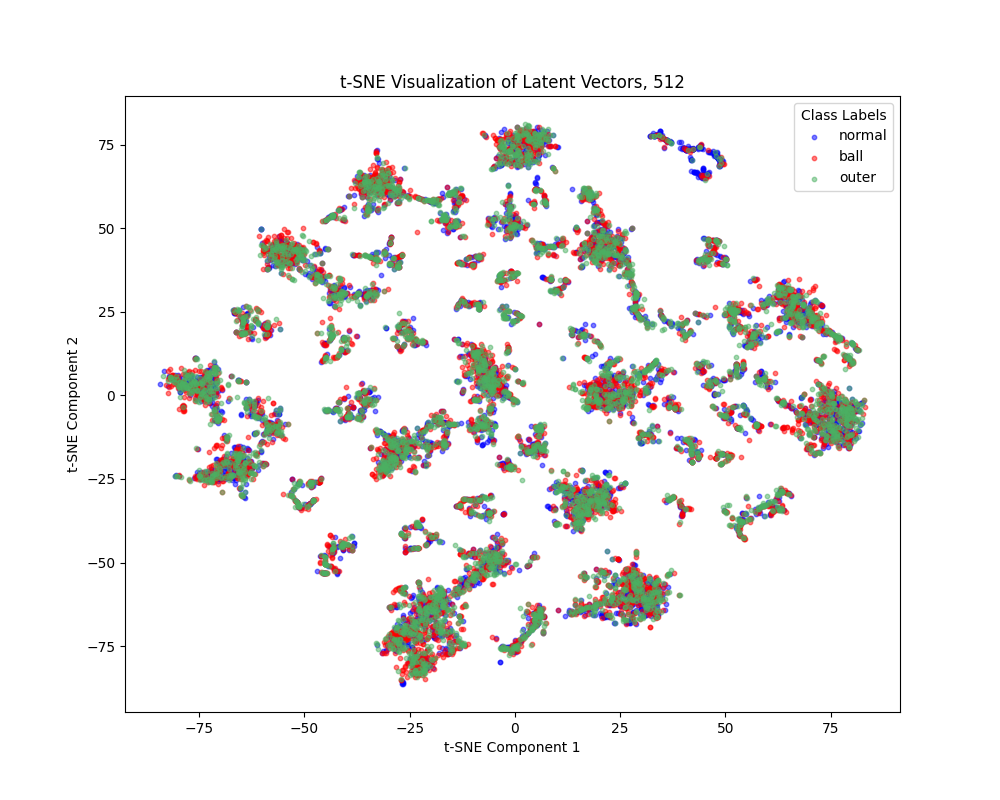 t-SNE Visualization of Latent Vectors, 512
Class Labels
normal
ball
outer
75
50
25
0
−25
−50
−75
t-SNE Component 2
−75
−50
−25
0
25
50
75
t-SNE Component 1